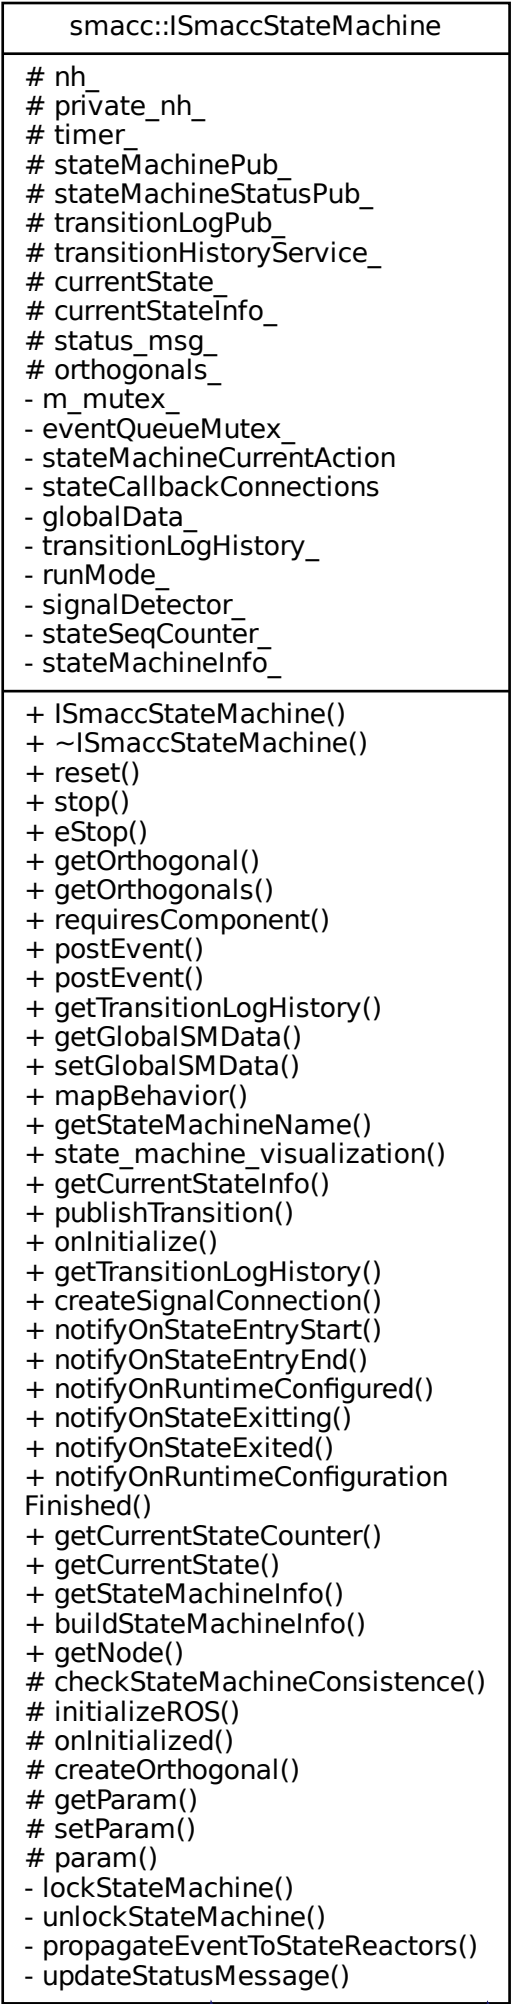 smacc::ISmaccStateMachine
# nh_
# private_nh_
# timer_
# stateMachinePub_
# stateMachineStatusPub_
# transitionLogPub_
# transitionHistoryService_
# currentState_
# currentStateInfo_
# status_msg_
# orthogonals_
- m_mutex_
- eventQueueMutex_
- stateMachineCurrentAction
- stateCallbackConnections
- globalData_
- transitionLogHistory_
- runMode_
- signalDetector_
- stateSeqCounter_
- stateMachineInfo_
+ ISmaccStateMachine()
+ ~ISmaccStateMachine()
+ reset()
+ stop()
+ eStop()
+ getOrthogonal()
+ getOrthogonals()
+ requiresComponent()
+ postEvent()
+ postEvent()
+ getTransitionLogHistory()
+ getGlobalSMData()
+ setGlobalSMData()
+ mapBehavior()
+ getStateMachineName()
+ state_machine_visualization()
+ getCurrentStateInfo()
+ publishTransition()
+ onInitialize()
+ getTransitionLogHistory()
+ createSignalConnection()
+ notifyOnStateEntryStart()
+ notifyOnStateEntryEnd()
+ notifyOnRuntimeConfigured()
+ notifyOnStateExitting()
+ notifyOnStateExited()
+ notifyOnRuntimeConfiguration
Finished()
+ getCurrentStateCounter()
+ getCurrentState()
+ getStateMachineInfo()
+ buildStateMachineInfo()
+ getNode()
# checkStateMachineConsistence()
# initializeROS()
# onInitialized()
# createOrthogonal()
# getParam()
# setParam()
# param()
- lockStateMachine()
- unlockStateMachine()
- propagateEventToStateReactors()
- updateStatusMessage()